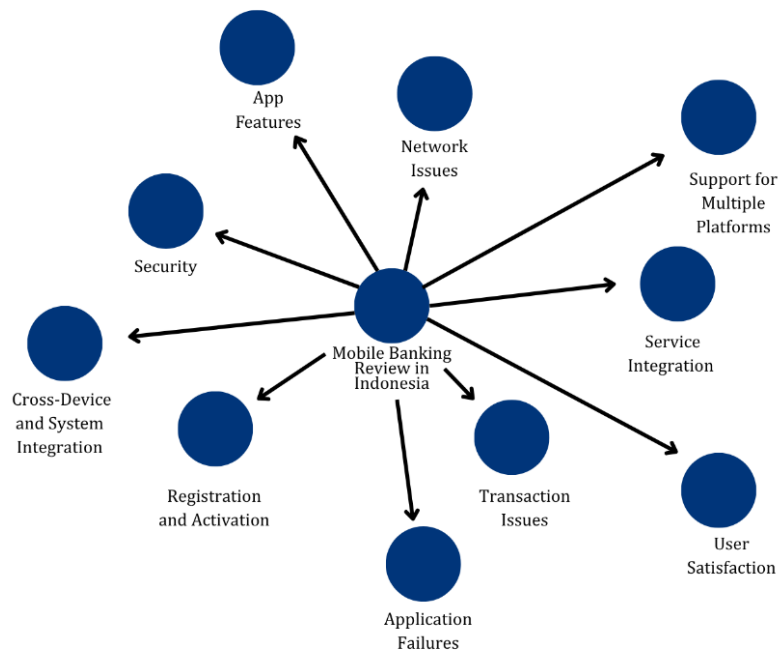 App
Features
Network
Issues
Support for
Multiple
Platforms
Security
Service
Integration
Mobile Banking
Review in
Indonesia
Cross-Device
and System
Integration
Registration
and Activation
Transaction
Issues
User
Satisfaction
Application
Failures